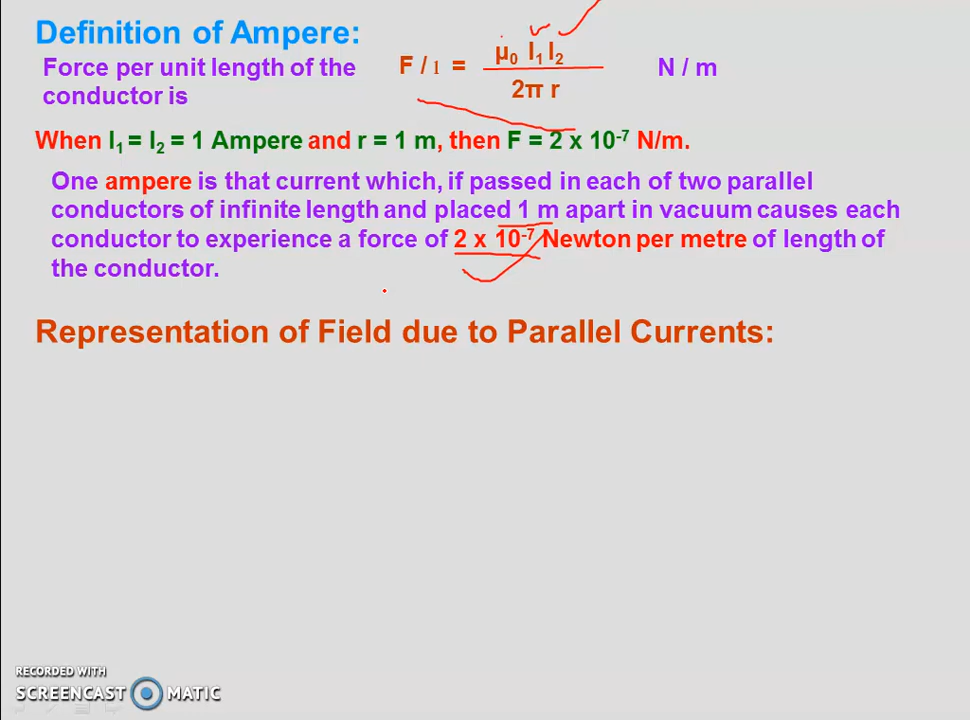 Definition of Ampere:
Force per unit length of the conductor is
F / l = μ₀ I₁ I₂ / 2π r N / m
When I₁ = I₂ = 1 Ampere and r = 1 m, then F = 2 x 10⁻⁷ N/m.
One ampere is that current which, if passed in each of two parallel
conductors of infinite length and placed 1 m apart in vacuum causes each
conductor to experience a force of 2 x 10⁻⁷ Newton per metre of length of
the conductor.
Representation of Field due to Parallel Currents:
RECORDED WITH
SCREENCAST MATIC